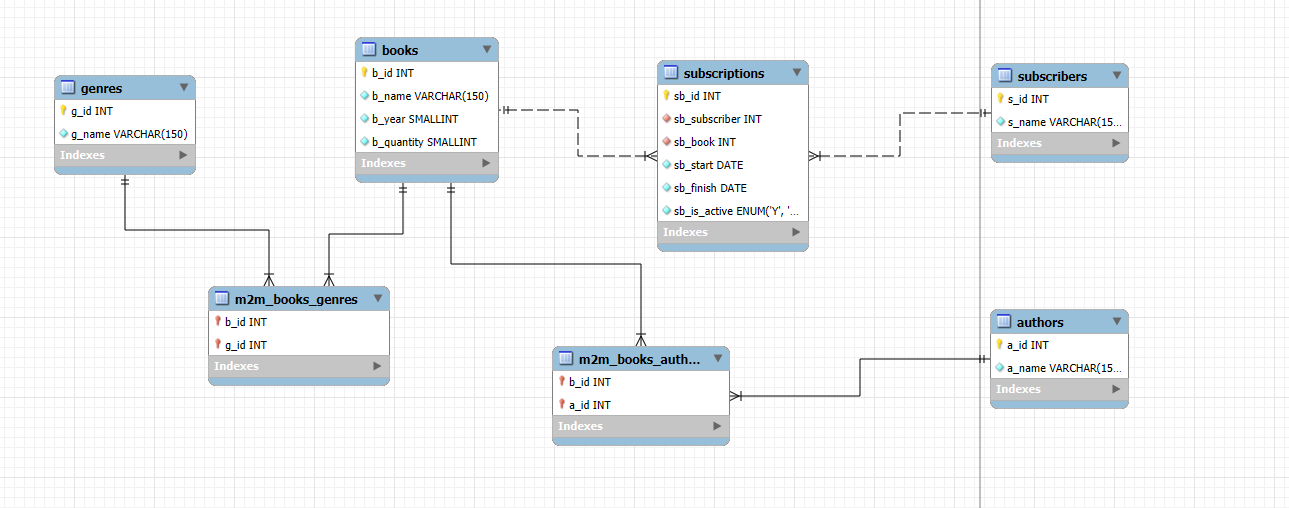 genres
g_id INT
g_name VARCHAR(150)
Indexes
books
b_id INT
b_name VARCHAR(150)
b_year SMALLINT
b_quantity SMALLINT
Indexes
subscriptions
sb_id INT
sb_subscriber INT
sb_book INT
sb_start DATE
sb_finish DATE
sb_is_active ENUM('Y', '...
Indexes
subscribers
s_id INT
s_name VARCHAR(15...
Indexes
m2m_books_genres
b_id INT
g_id INT
Indexes
m2m_books_auth...
b_id INT
a_id INT
Indexes
authors
a_id INT
a_name VARCHAR(15...
Indexes